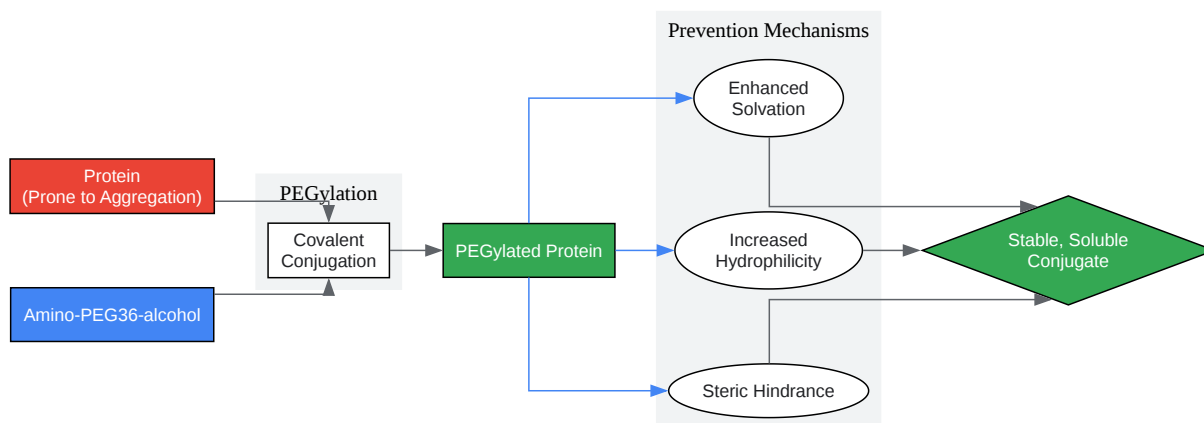 Prevention Mechanisms
Enhanced
Solvation
Protein
(Prone to Aggregation)
PEGylation
Covalent
Conjugation
PEGylated Protein
Increased
Hydrophilicity
Stable, Soluble
Conjugate
Amino-PEG36-alcohol
Steric Hindrance